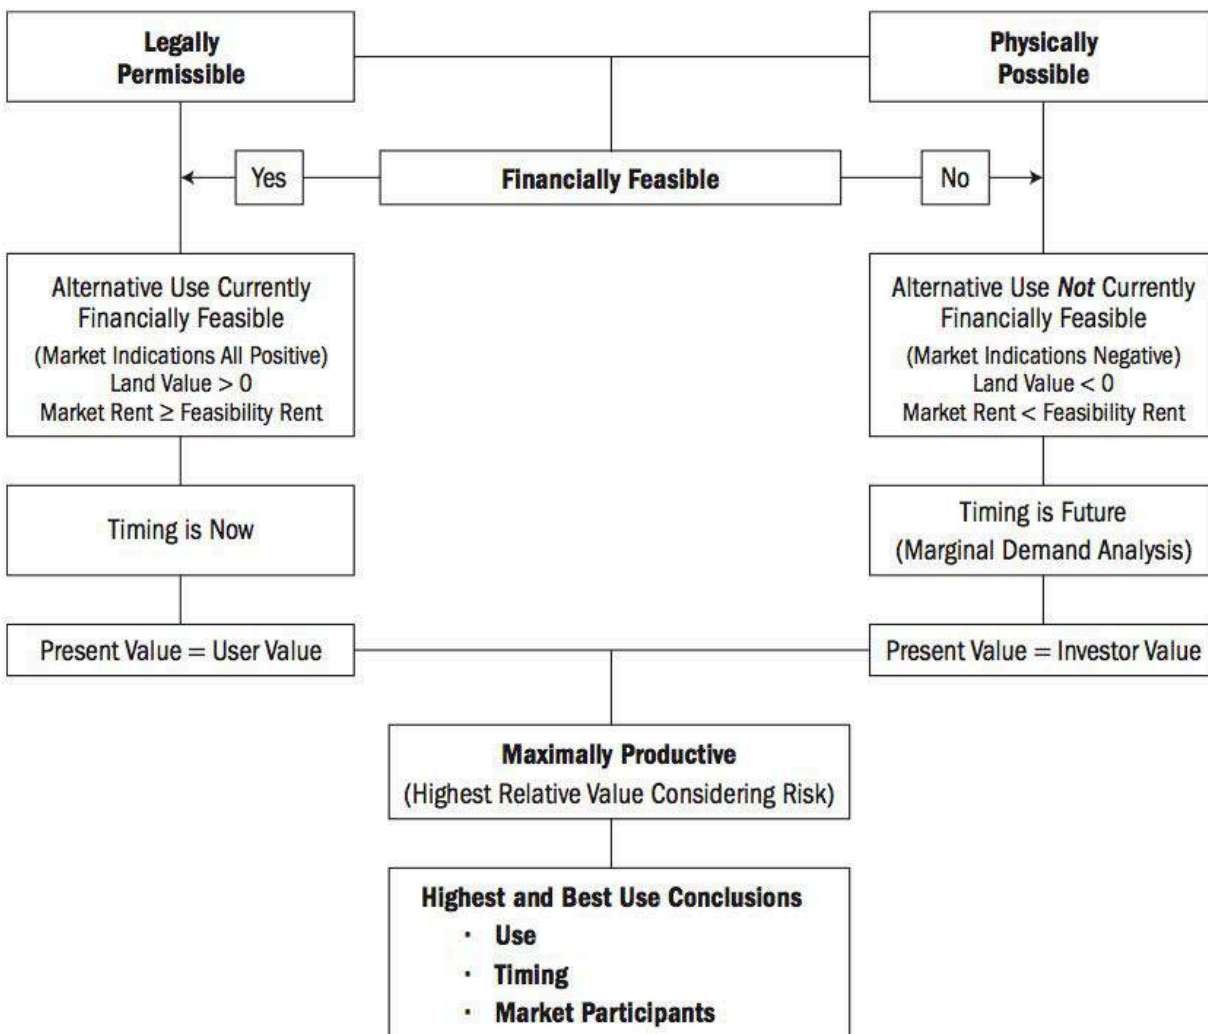 Legally
Permissible
Physically
Possible
Yes
Financially Feasible
No
Alternative Use Currently
Financially Feasible
(Market Indications All Positive)
Land Value > 0
Market Rent ≥ Feasibility Rent
Alternative Use Not Currently
Financially Feasible
(Market Indications Negative)
Land Value < 0
Market Rent < Feasibility Rent
Timing is Now
Timing is Future
(Marginal Demand Analysis)
Present Value = User Value
Present Value = Investor Value
Maximally Productive
(Highest Relative Value Considering Risk)
Highest and Best Use Conclusions
· Use
· Timing
· Market Participants